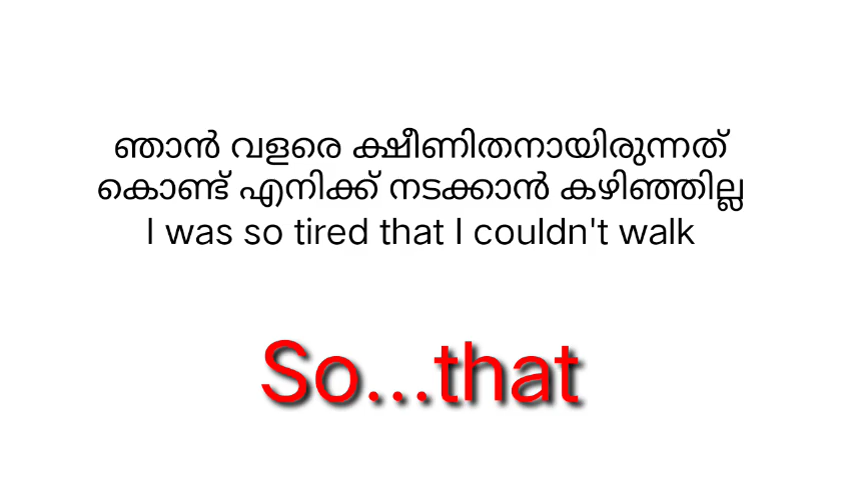 ഞാൻ വളരെ ക്ഷീണിതനായിരുന്നത്
കൊണ്ട് എനിക്ക് നടക്കാൻ കഴിഞ്ഞില്ല
I was so tired that I couldn't walk
So...that